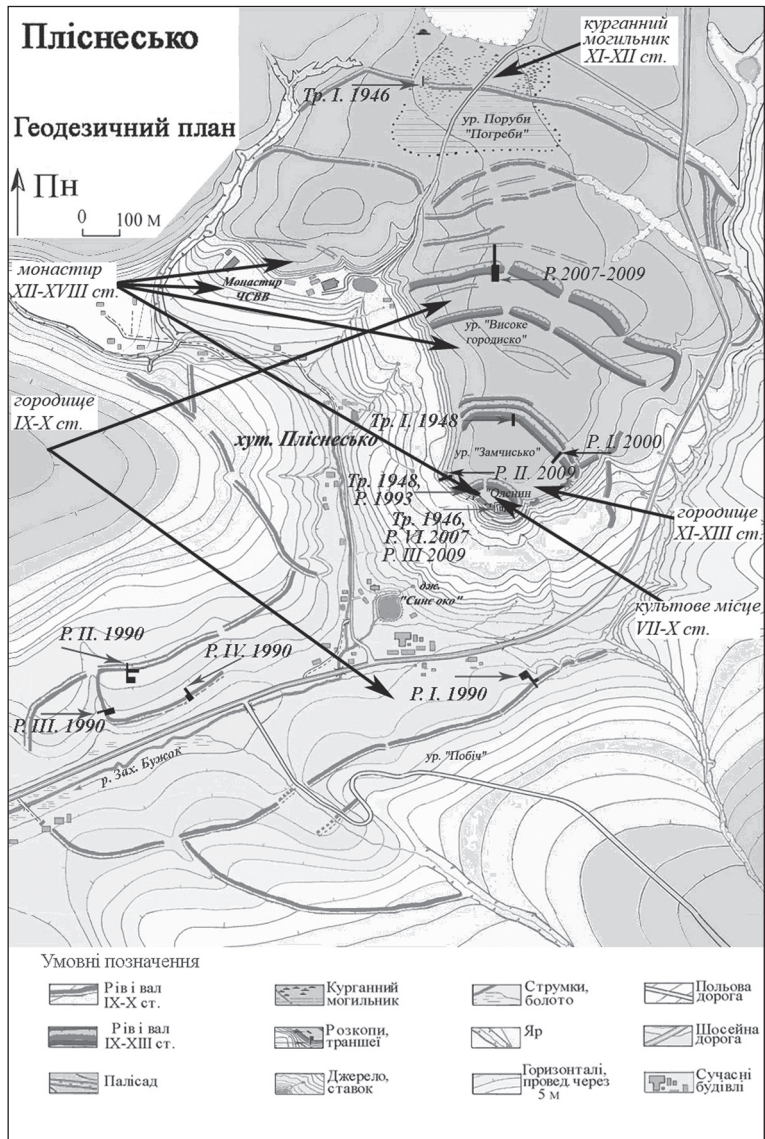 Пліснесько
Геодезичний план
Пн
0 100 М
курганний
могильник
XI-XII ст.
Тр. I. 1946
ур. Поруби
"Погреби"
монастир
XII-XVIII ст.
Монастир
ЧСВВ
Р.2007-2009
ур. "Високе
городиско"
городище
IX-X ст.
хут. Пліснесько
Тр. I. 1948
ур. "Замчисько"
Р. I. 2000
Р. II. 2009
Тр. 1948,
Р. 1993
"Оленин
Тр. 1946,
Р. VI.2007
Р. III 2009
городище
XI-XIII ст.
дж.
"Синє око"
культове місце
VII-X ст.
Р. II. 1990
Р. IV. 1990
Р. III. 1990
Р. I. 1990
р. Зах. Бужок
ур. "Побіч"
Умовні позначення
Рів і вал
IX-X ст.
Рів і вал
IX-XIII ст.
Палісад
Курганний
могильник
Розкопи,
траншеї
Джерело,
ставок
Струмки,
болото
Яр
Горизонталі,
провед. через
5 м
Польова
дорога
Шосейна
дорога
Сучасні
будівлі